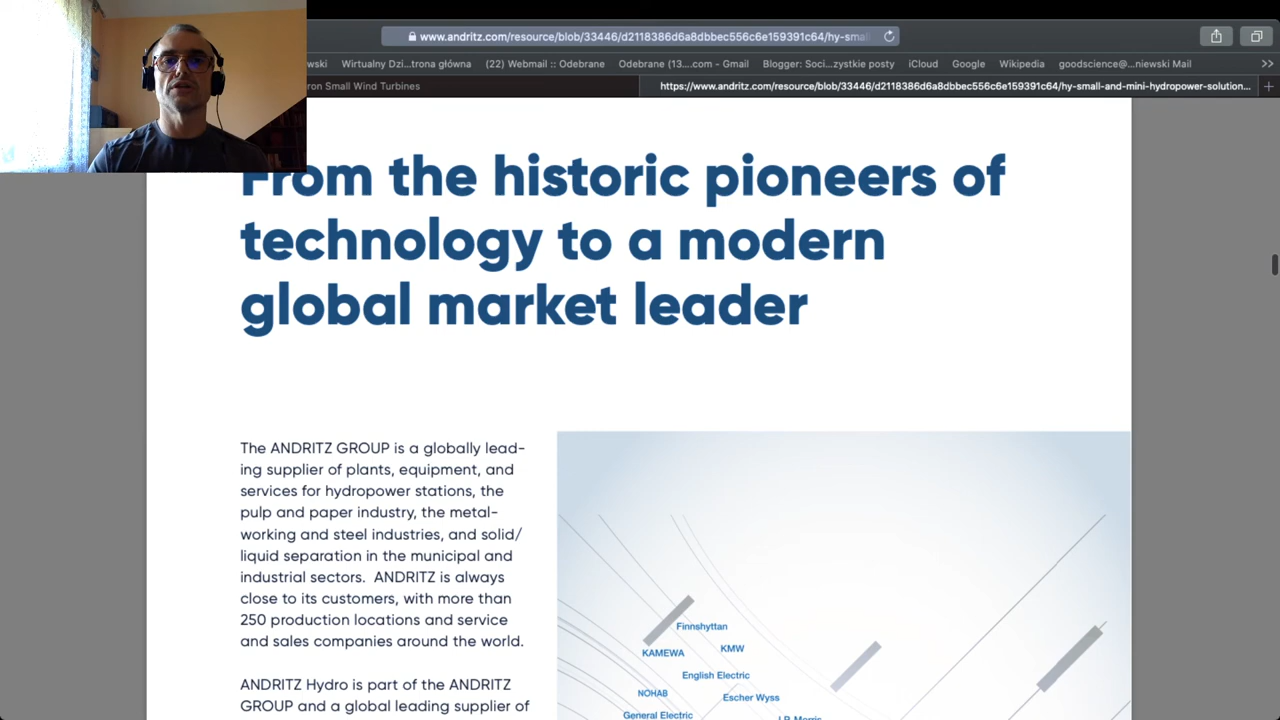 www.andritz.com/resource/blob/33446/d2118386d6a8dbbec556c6e159391c64/hy-smal
wski Wirtualny Dzi...trona główna (22) Webmail :: Odebrane Odebrane (13....com - Gmail Blogger: Soci...zystkie posty iCloud Google Wikipedia goodscience@...niewski Mail
ron Small Wind Turbines https://www.andritz.com/resource/blob/33446/d2118386d6a8dbbec556c6e159391c64/hy-small-and-mini-hydropower-solution...
From the historic pioneers of
technology to a modern
global market leader
The ANDRITZ GROUP is a globally lead-
ing supplier of plants, equipment, and
services for hydropower stations, the
pulp and paper industry, the metal-
working and steel industries, and solid/
liquid separation in the municipal and
industrial sectors. ANDRITZ is always
close to its customers, with more than
250 production locations and service
and sales companies around the world.
ANDRITZ Hydro is part of the ANDRITZ
GROUP and a global leading supplier of
Finnshyttan
KAMEWA
KMW
English Electric
NOHAB
Escher Wyss
General Electric
I.P. Morris